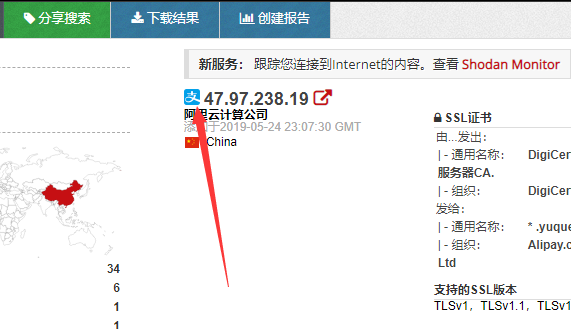 分享搜索
下载结果
创建报告
新服务： 跟踪您连接到Internet的内容。查看 Shodan Monitor
支 47.97.238.19
阿里云计算公司
添加于2019-05-24 23:07:30 GMT
China
34
6
1
1
SSL证书
由...发出：
|- 通用名称： DigiCer
服务器CA.
|- 组织： DigiCer
发给：
|- 通用名称： * .yuque
|- 组织： Alipay.c
Ltd
支持的SSL版本
TLSv1，TLSv1.1，T